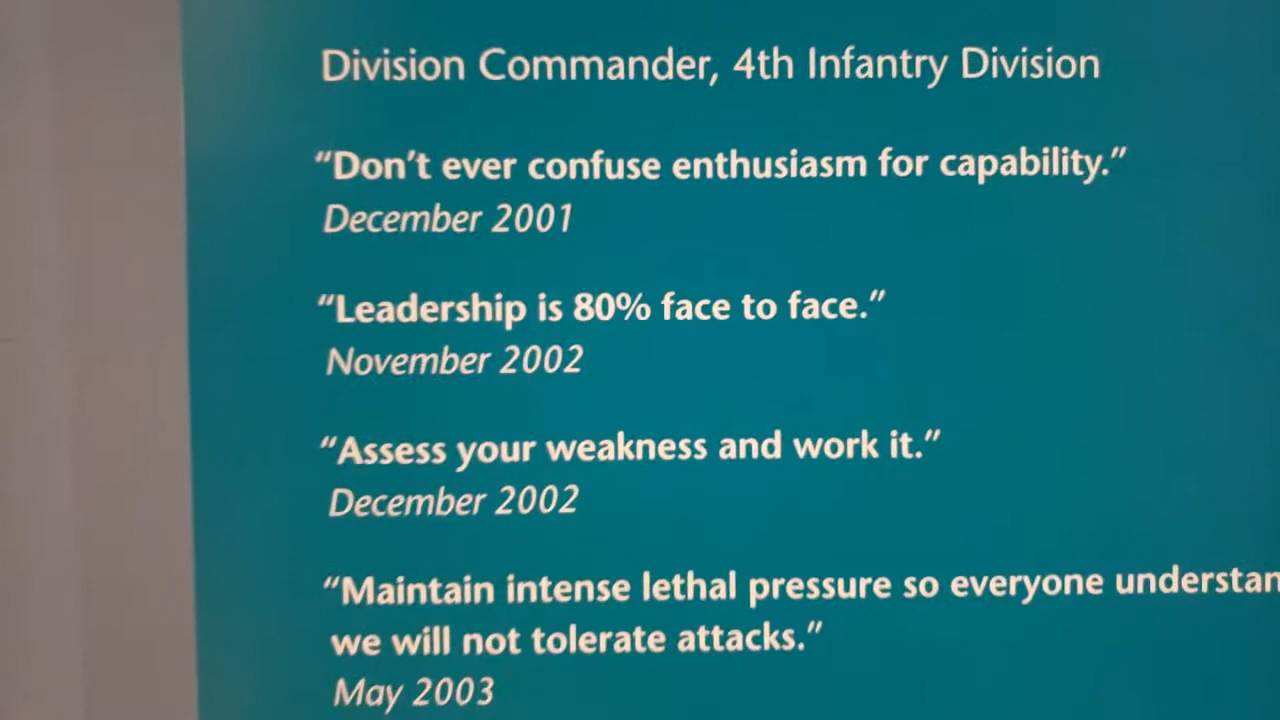 Division Commander, 4th Infantry Division
“Don’t ever confuse enthusiasm for capability.”
December 2001
“Leadership is 80% face to face.”
November 2002
“Assess your weakness and work it.”
December 2002
“Maintain intense lethal pressure so everyone understan
we will not tolerate attacks.”
May 2003